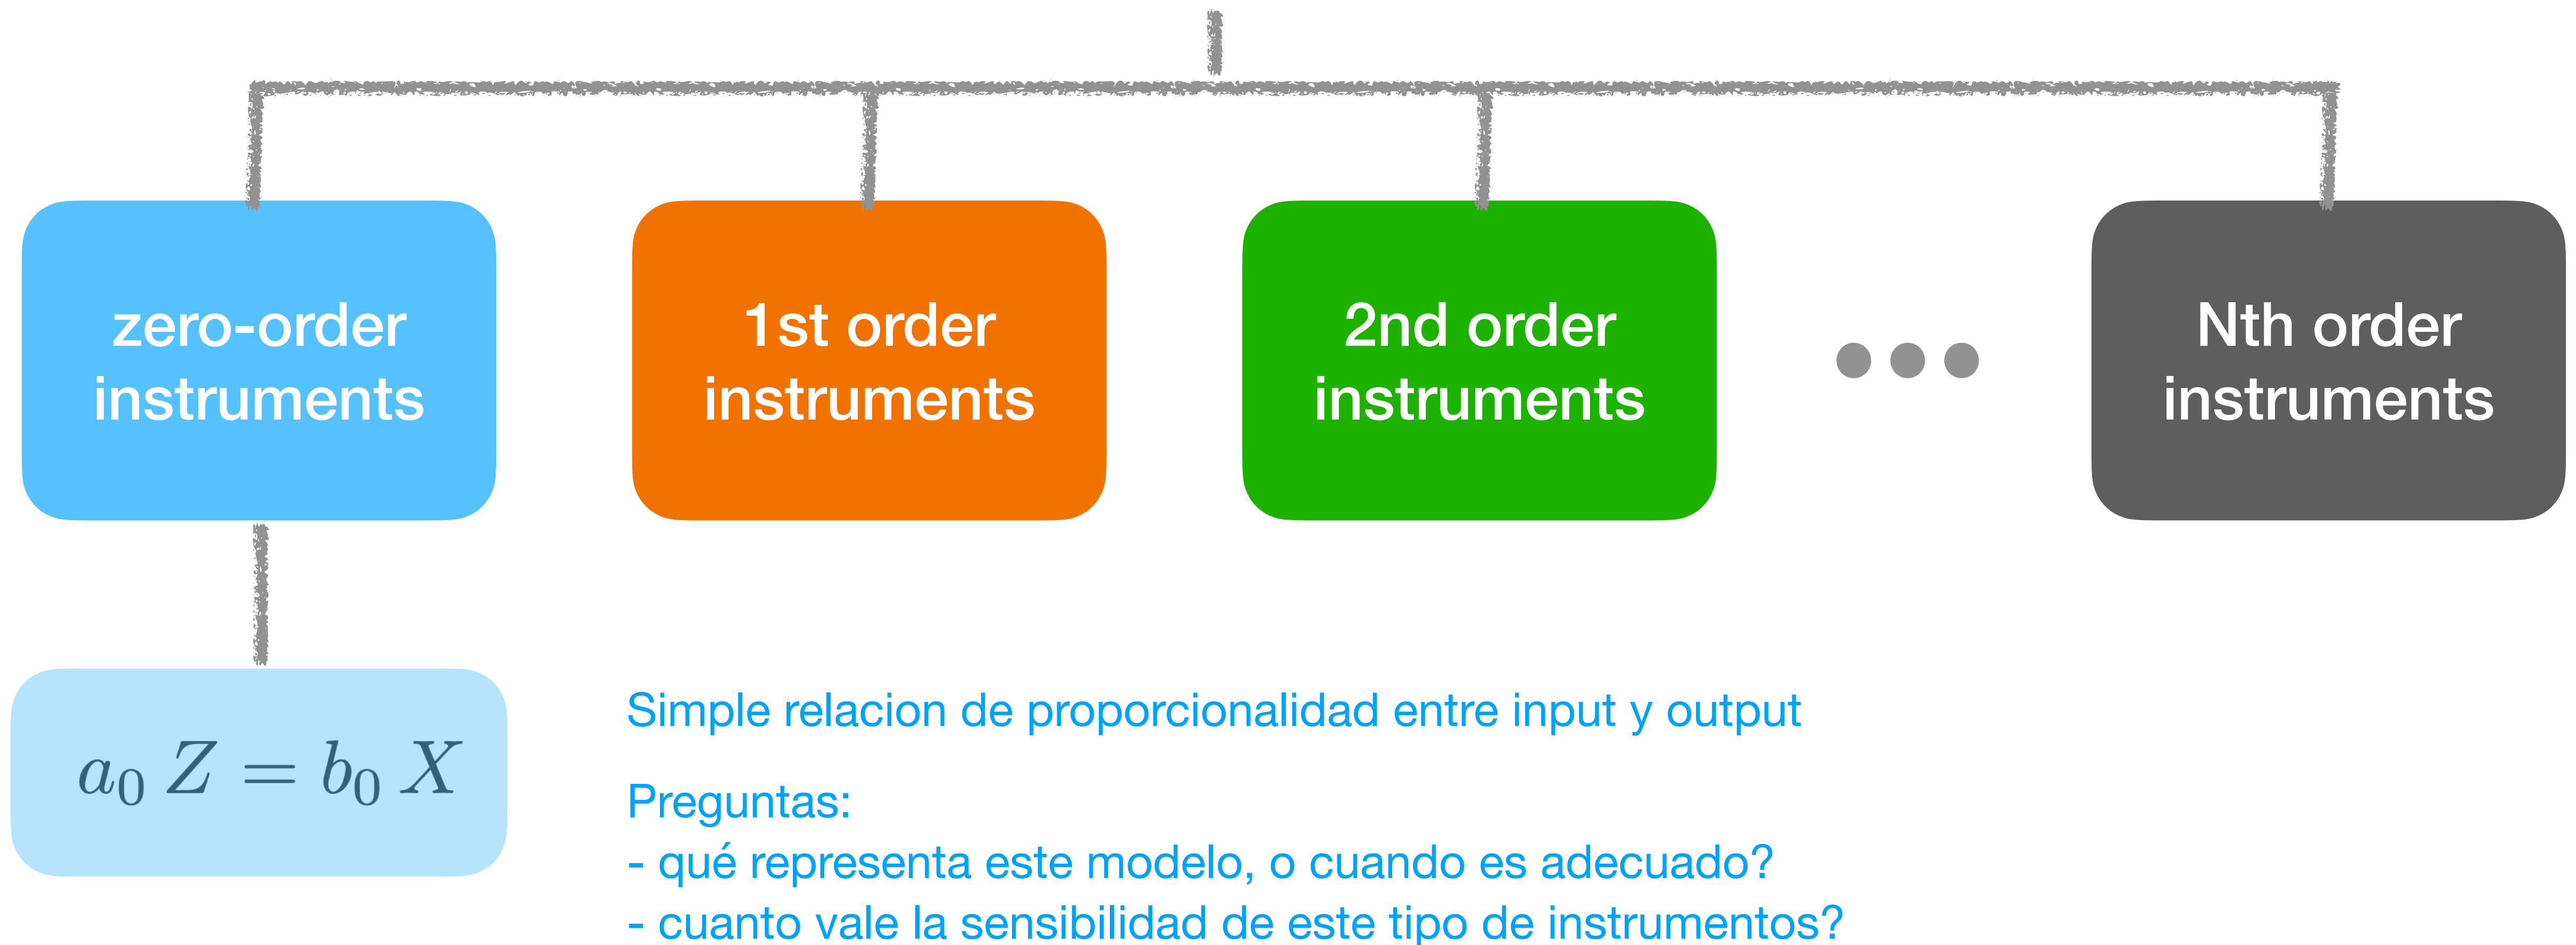 zero-order
instruments
1st order
instruments
2nd order
instruments
Nth order
instruments
a₀ Z = b₀ X
Simple relacion de proporcionalidad entre input y output
Preguntas:
- qué representa este modelo, o cuando es adecuado?
- cuanto vale la sensibilidad de este tipo de instrumentos?